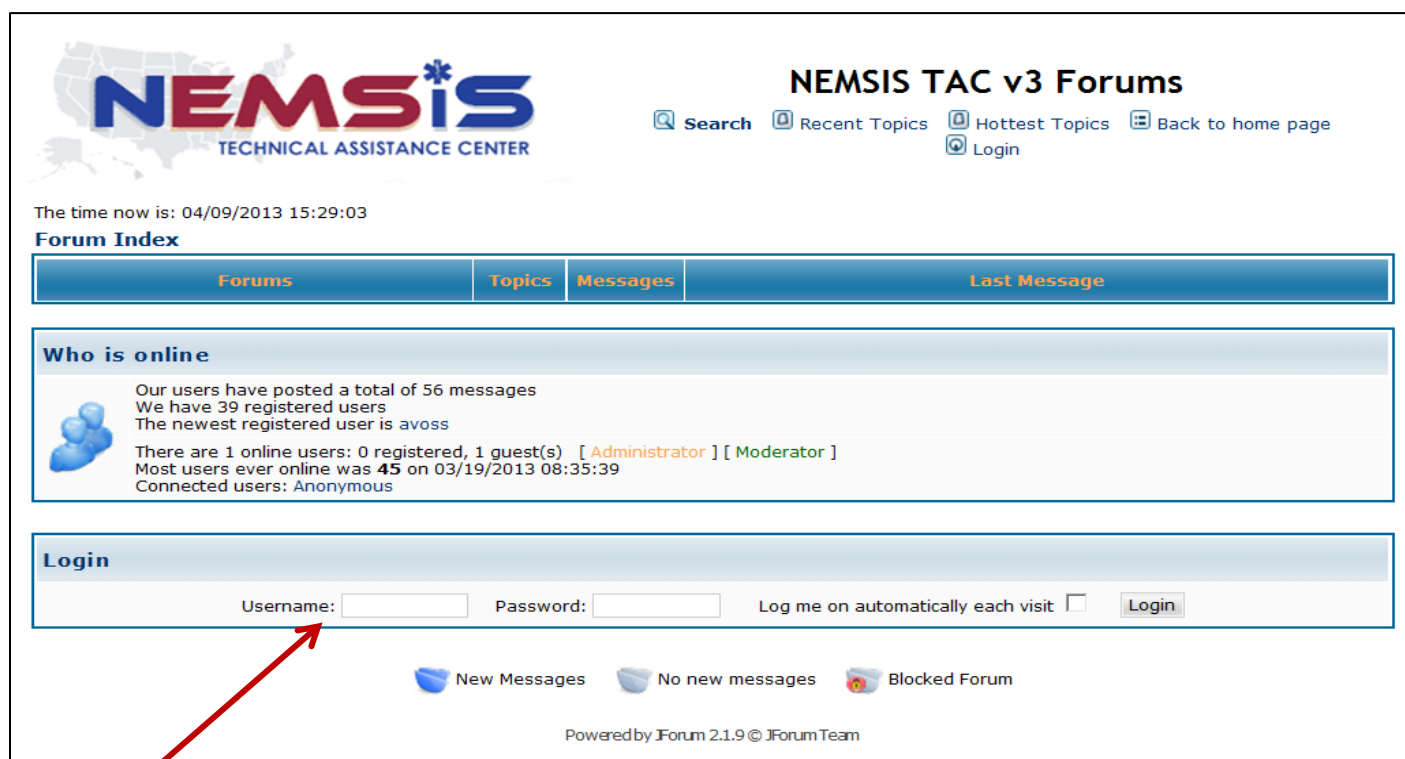 NEMSIS
TECHNICAL ASSISTANCE CENTER
NEMSIS TAC v3 Forums
Search Recent Topics Hottest Topics Back to home page
Login
The time now is: 04/09/2013 15:29:03
Forum Index
Forums Topics Messages Last Message
Who is online
Our users have posted a total of 56 messages
We have 39 registered users
The newest registered user is avoss
There are 1 online users: 0 registered, 1 guest(s) [ Administrator ] [ Moderator ]
Most users ever online was 45 on 03/19/2013 08:35:39
Connected users: Anonymous
Login
Username: Password: Log me on automatically each visit Login
New Messages No new messages Blocked Forum
Powered by JForum 2.1.9 © JForum Team